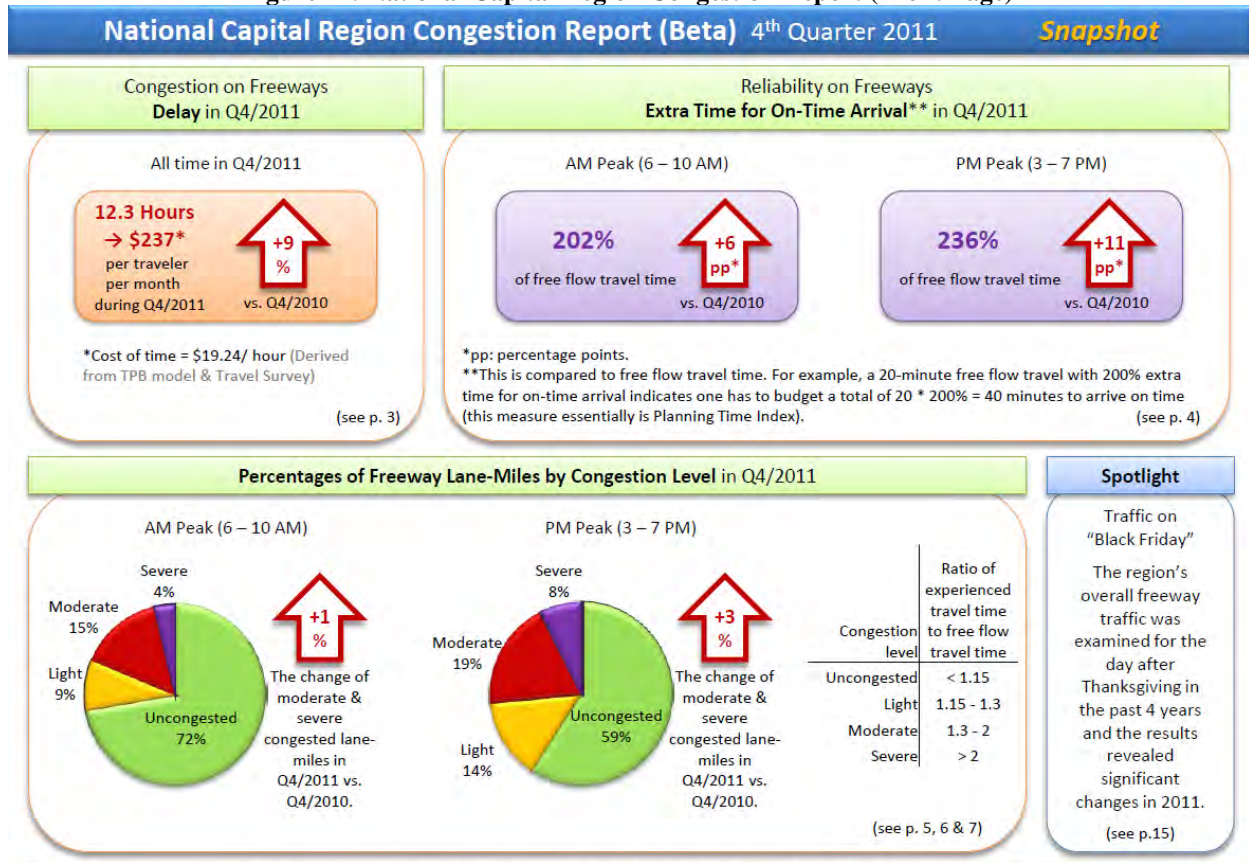 National Capital Region Congestion Report (Beta) 4th Quarter 2011 Snapshot
Congestion on Freeways
Delay in Q4/2011
All time in Q4/2011
12.3 Hours
→ $237*
per traveler
per month
during Q4/2011
+9
%
vs. Q4/2010
*Cost of time = $19.24/ hour (Derived
from TPB model & Travel Survey)
(see p. 3)
Reliability on Freeways
Extra Time for On-Time Arrival** in Q4/2011
AM Peak (6 – 10 AM)
202%
of free flow travel time
+6
pp*
vs. Q4/2010
PM Peak (3 – 7 PM)
236%
of free flow travel time
+11
pp*
vs. Q4/2010
*pp: percentage points.
**This is compared to free flow travel time. For example, a 20-minute free flow travel with 200% extra
time for on-time arrival indicates one has to budget a total of 20 * 200% = 40 minutes to arrive on time
(this measure essentially is Planning Time Index).
(see p. 4)
Percentages of Freeway Lane-Miles by Congestion Level in Q4/2011
AM Peak (6 – 10 AM)
Severe
4%
Moderate
15%
Light
9%
Uncongested
72%
+1
%
The change of
moderate &
severe
congested lane-
miles in
Q4/2011 vs.
Q4/2010.
PM Peak (3 – 7 PM)
Severe
8%
Moderate
19%
Light
14%
Uncongested
59%
+3
%
The change of
moderate &
severe
congested lane-
miles in
Q4/2011 vs.
Q4/2010.
Congestion
level
Ratio of
experienced
travel time
to free flow
travel time
Uncongested < 1.15
Light 1.15 - 1.3
Moderate 1.3 - 2
Severe > 2
(see p. 5, 6 & 7)
Spotlight
Traffic on
"Black Friday"
The region's
overall freeway
traffic was
examined for the
day after
Thanksgiving in
the past 4 years
and the results
revealed
significant
changes in 2011.
(see p.15)